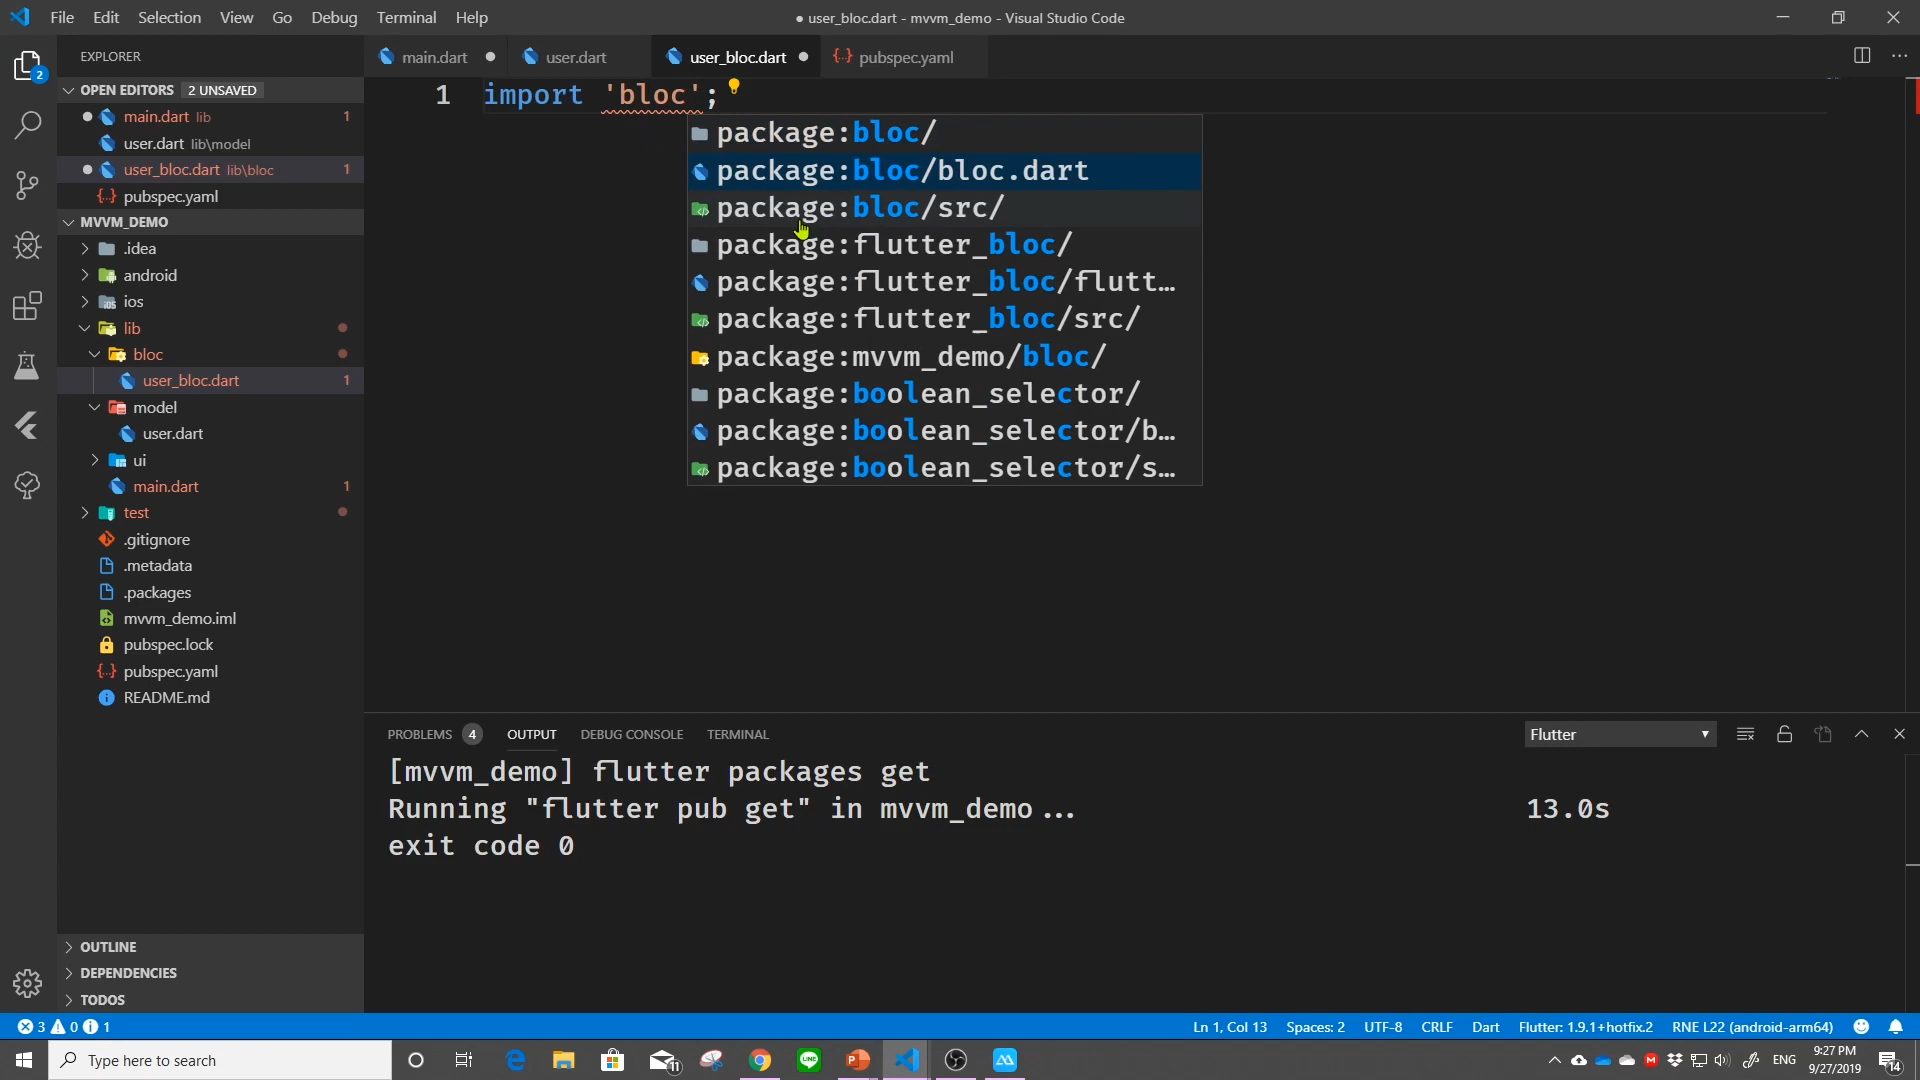 File Edit Selection View Go Debug Terminal Help
● user_bloc.dart - mvvm_demo - Visual Studio Code
EXPLORER
2
main.dart ●
user.dart
user_bloc.dart ●
pubspec.yaml
OPEN EDITORS 2 UNSAVED
main.dart lib 1
user.dart lib\model
user_bloc.dart lib\bloc 1
pubspec.yaml
MVVM_DEMO
.idea
android
ios
lib
bloc
user_bloc.dart 1
model
user.dart
ui
main.dart 1
test
.gitignore
.metadata
.packages
mvvm_demo.iml
pubspec.lock
pubspec.yaml
README.md
OUTLINE
DEPENDENCIES
TODOS
1 import 'bloc';
package:bloc/
package:bloc/bloc.dart
package:bloc/src/
package:flutter_bloc/
package:flutter_bloc/flutt…
package:flutter_bloc/src/
package:mvvm_demo/bloc/
package:boolean_selector/
package:boolean_selector/b…
package:boolean_selector/s…
PROBLEMS 4 OUTPUT DEBUG CONSOLE TERMINAL
Flutter
[mvvm_demo] flutter packages get
Running "flutter pub get" in mvvm_demo... 13.0s
exit code 0
3 0 1
Ln 1, Col 13 Spaces: 2 UTF-8 CRLF Dart Flutter: 1.9.1+hotfix.2 RNE L22 (android-arm64)
Type here to search
11
LINE
ENG
9:27 PM
9/27/2019
14